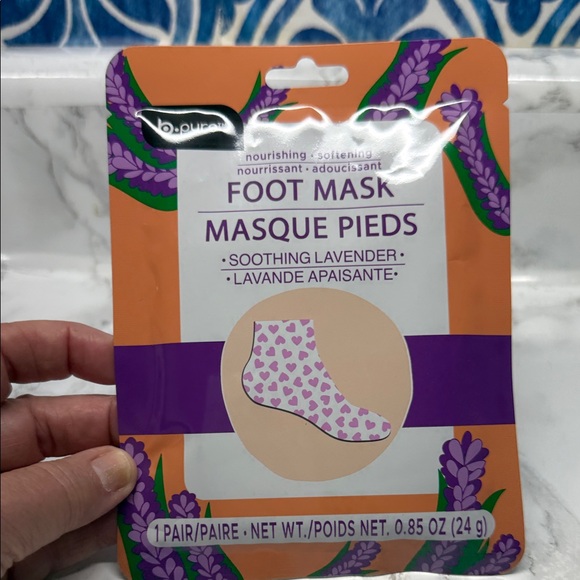 b.pure
nourishing • softening
nourrissant • adoucissant
FOOT MASK
MASQUE PIEDS
• SOOTHING LAVENDER •
• LAVANDE APAISANTE •
1 PAIR/PAIRE • NET WT./POIDS NET. 0.85 OZ (24 g)